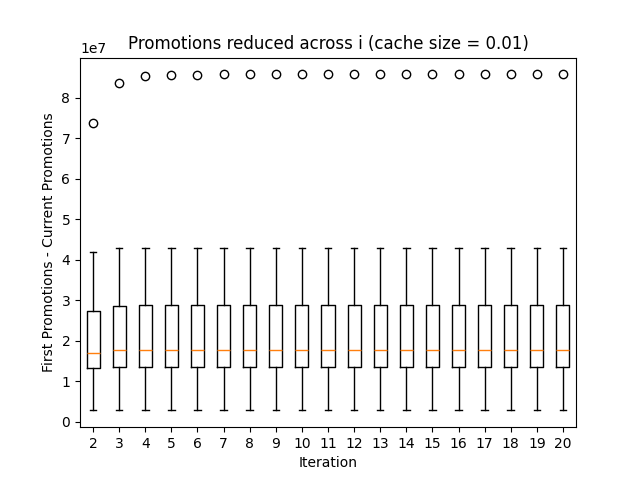 Promotions reduced across i (cache size = 0.01)
1e7
8
7
6
5
4
3
2
1
0
First Promotions - Current Promotions
2 3 4 5 6 7 8 9 10 11 12 13 14 15 16 17 18 19 20
Iteration